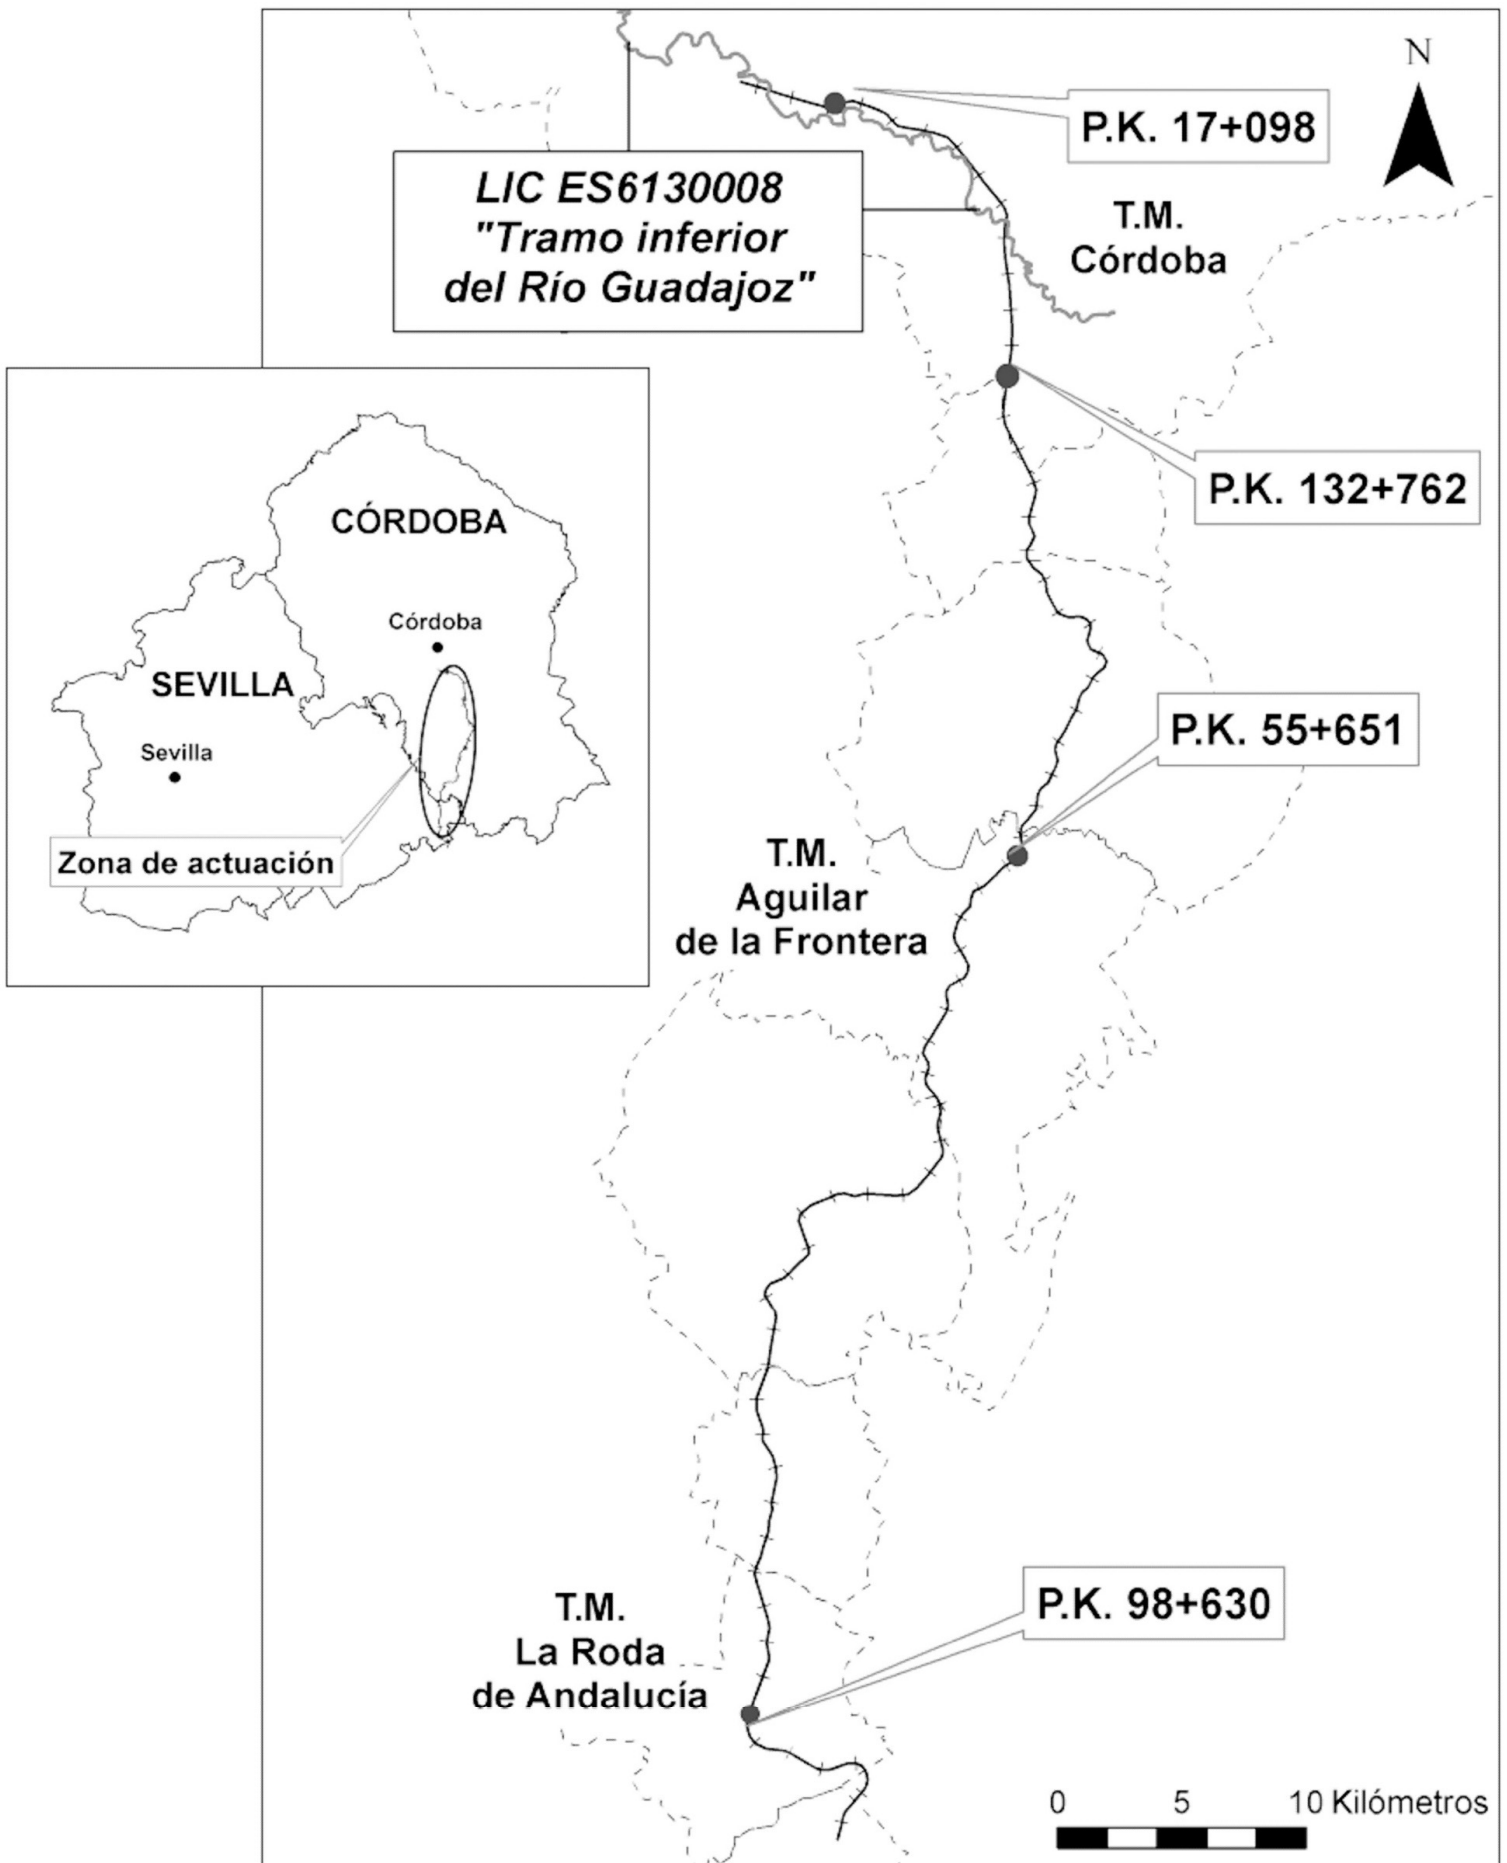 N
P.K. 17+098
LIC ES6130008
"Tramo inferior
del Río Guadajoz"
T.M.
Córdoba
P.K. 132+762
CÓRDOBA
Córdoba
SEVILLA
Sevilla
Zona de actuación
P.K. 55+651
T.M.
Aguilar
de la Frontera
P.K. 98+630
T.M.
La Roda
de Andalucía
0 5 10 Kilómetros